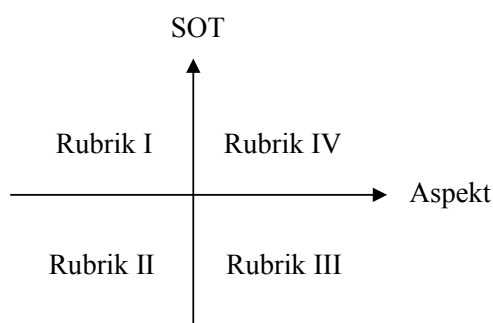 SOT
Rubrik I
Rubrik IV
Aspekt
Rubrik II
Rubrik III